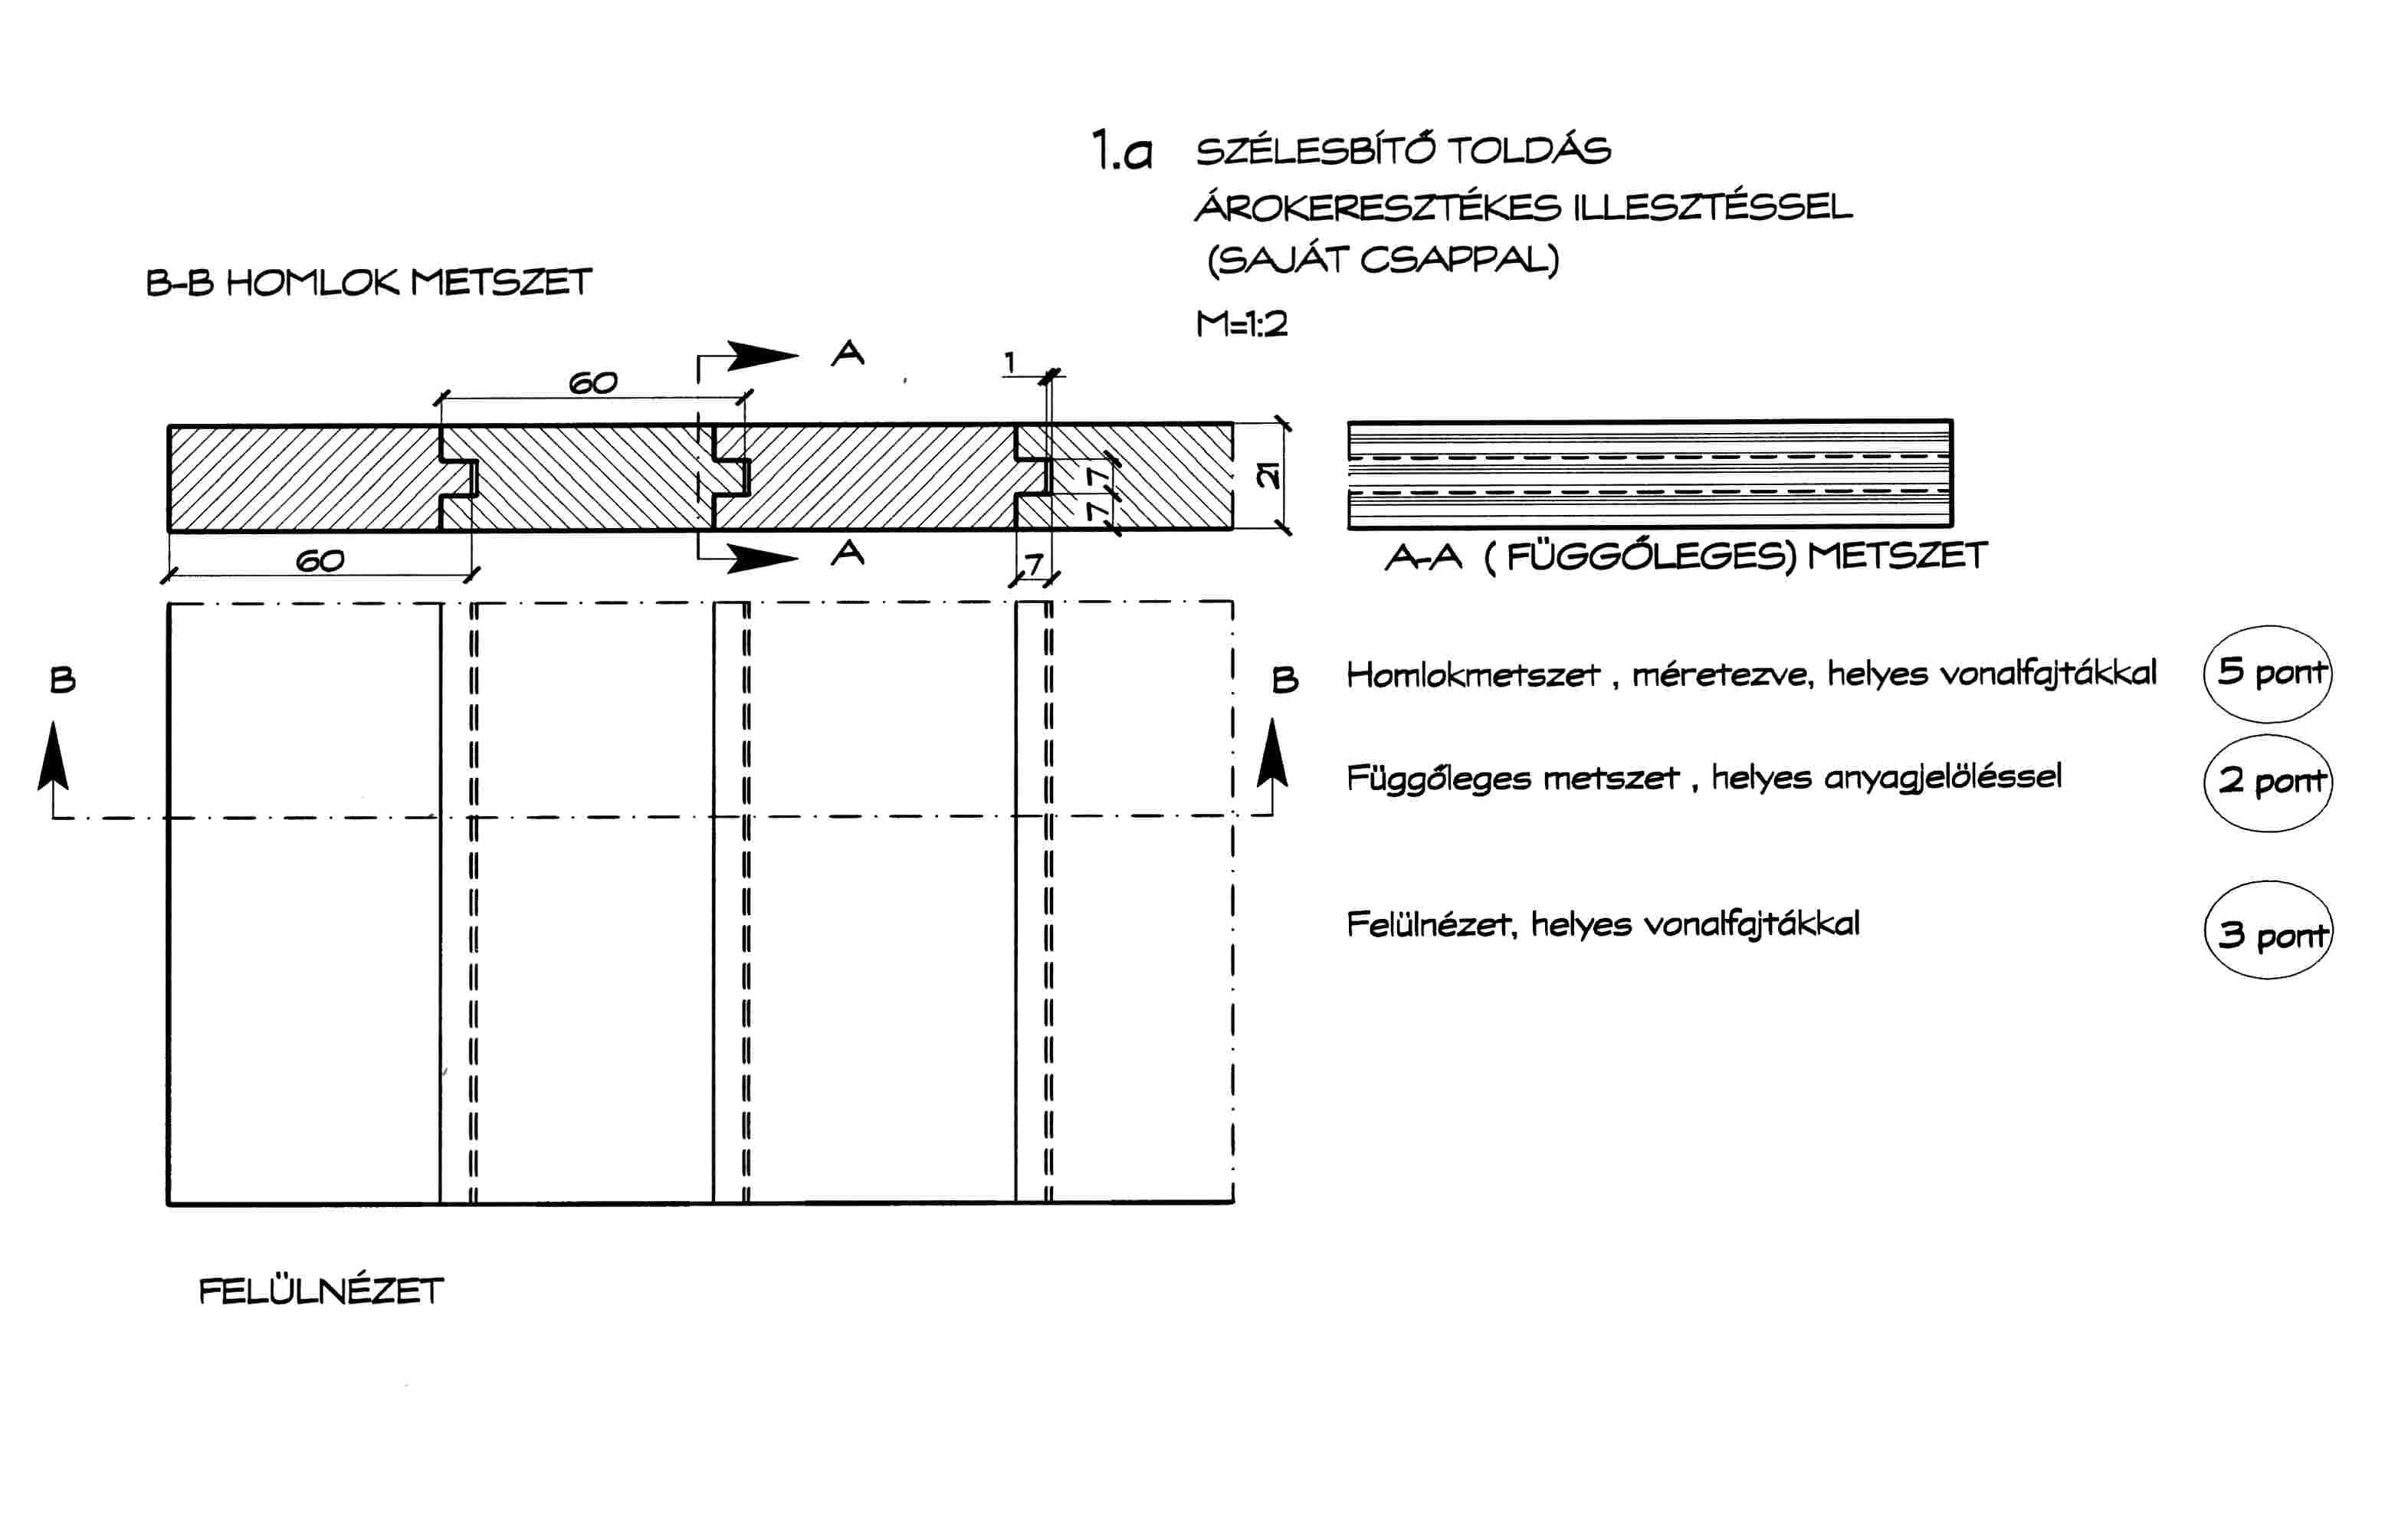 1.a SZÉLESBÍTŐ TOLDÁS
ÁROKERESZTÉKES ILLESZTÉSSEL
(SAJÁT CSAPPAL)
M=1:2
B-B HOMLOK METSZET
A
60
1
21
7
7
A
60
7
A-A ( FÜGGŐLEGES) METSZET
B
B
Homlokmetszet , méretezve, helyes vonalfajtákkal 5 pont
Függőleges metszet , helyes anyagjelöléssel 2 pont
Felülnézet, helyes vonalfajtákkal 3 pont
FELÜLNÉZET